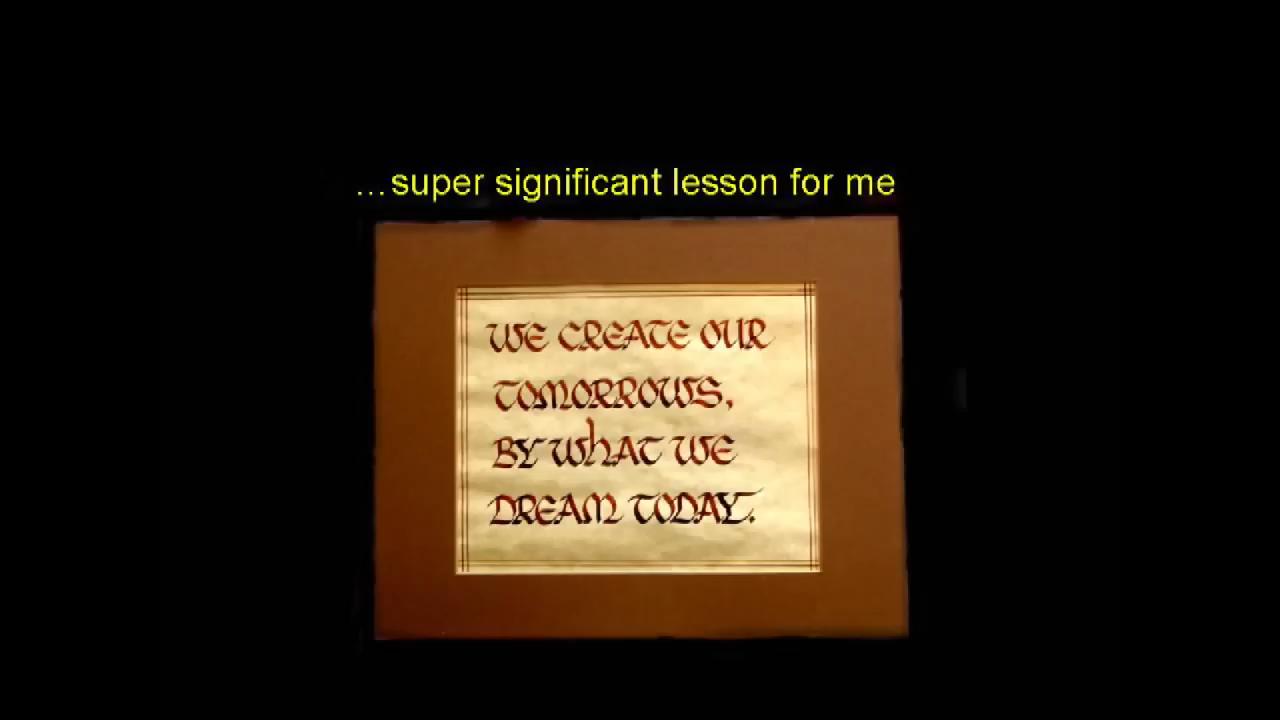 ...super significant lesson for me
WE CREATE OUR
TOMORROWS,
BY WhAT WE
DREAM TODAY.